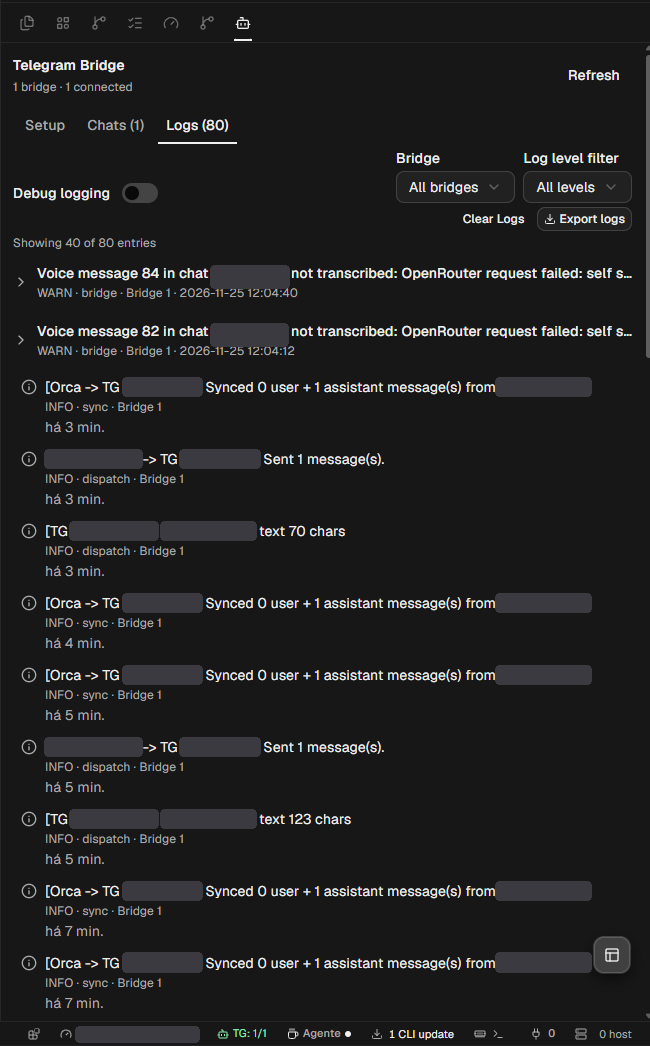 Telegram Bridge
1 bridge · 1 connected
Refresh
Setup
Chats (1)
Logs (80)
Bridge
Log level filter
Debug logging
All bridges
All levels
Clear Logs
Export logs
Showing 40 of 80 entries
Voice message 84 in chat not transcribed: OpenRouter request failed: self s...
WARN · bridge · Bridge 1 · 2026-11-25 12:04:40
Voice message 82 in chat not transcribed: OpenRouter request failed: self s...
WARN · bridge · Bridge 1 · 2026-11-25 12:04:12
[Orca -> TG Synced 0 user + 1 assistant message(s) from
INFO · sync · Bridge 1
há 3 min.
-> TG Sent 1 message(s).
INFO · dispatch · Bridge 1
há 3 min.
[TG text 70 chars
INFO · dispatch · Bridge 1
há 3 min.
[Orca -> TG Synced 0 user + 1 assistant message(s) from
INFO · sync · Bridge 1
há 4 min.
[Orca -> TG Synced 0 user + 1 assistant message(s) from
INFO · sync · Bridge 1
há 5 min.
-> TG Sent 1 message(s).
INFO · dispatch · Bridge 1
há 5 min.
[TG text 123 chars
INFO · dispatch · Bridge 1
há 5 min.
[Orca -> TG Synced 0 user + 1 assistant message(s) from
INFO · sync · Bridge 1
há 7 min.
[Orca -> TG Synced 0 user + 1 assistant message(s) from
INFO · sync · Bridge 1
há 7 min.
TG: 1/1
Agente
1 CLI update
0
0 host